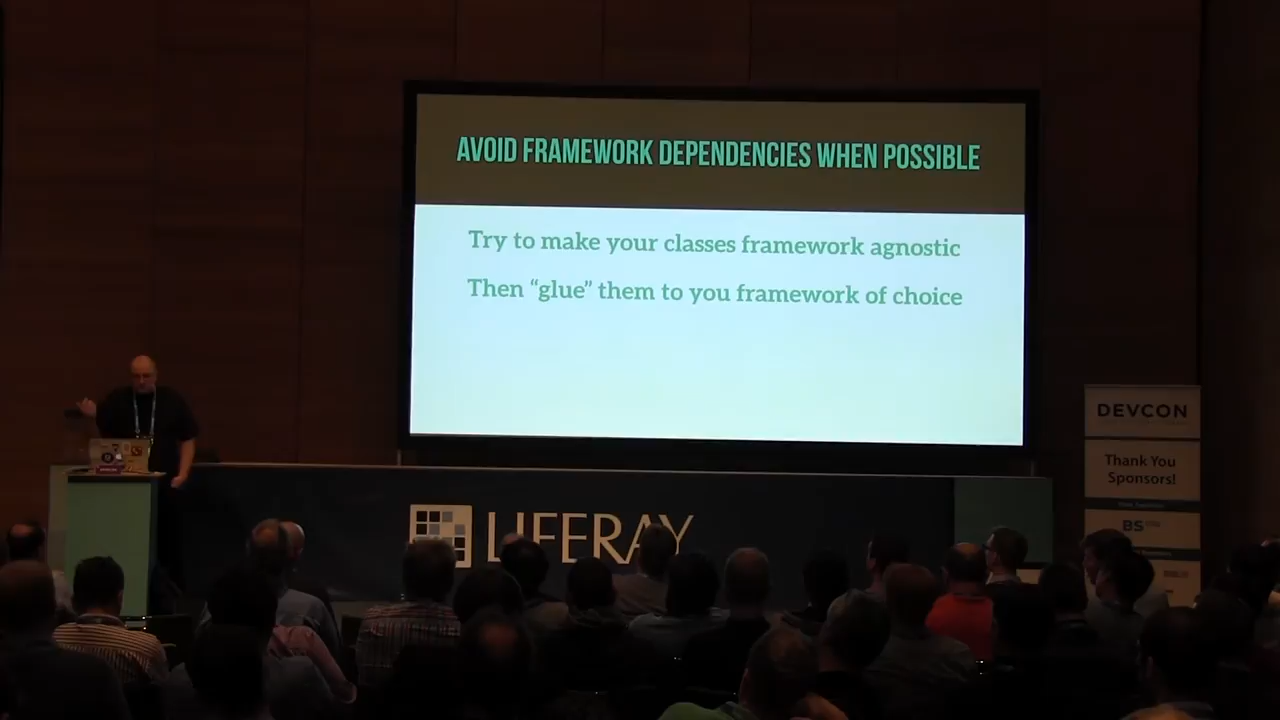 AVOID FRAMEWORK DEPENDENCIES WHEN POSSIBLE
Try to make your classes framework agnostic
Then “glue” them to you framework of choice
LIFERAY
DEVCON
Thank You
Sponsors!
BS